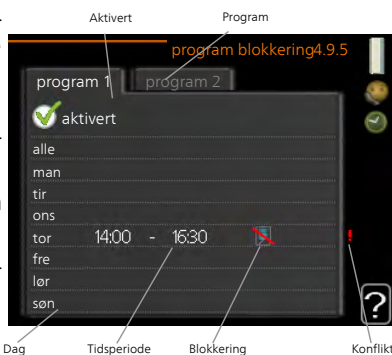 Aktivert Program
program blokkering4.9.5
program 1 program 2
aktivert
alle
man
tir
ons
tor 14:00 - 16:30 !
fre
lør
søn
?
Dag Tidsperiode Blokkering Konflikt